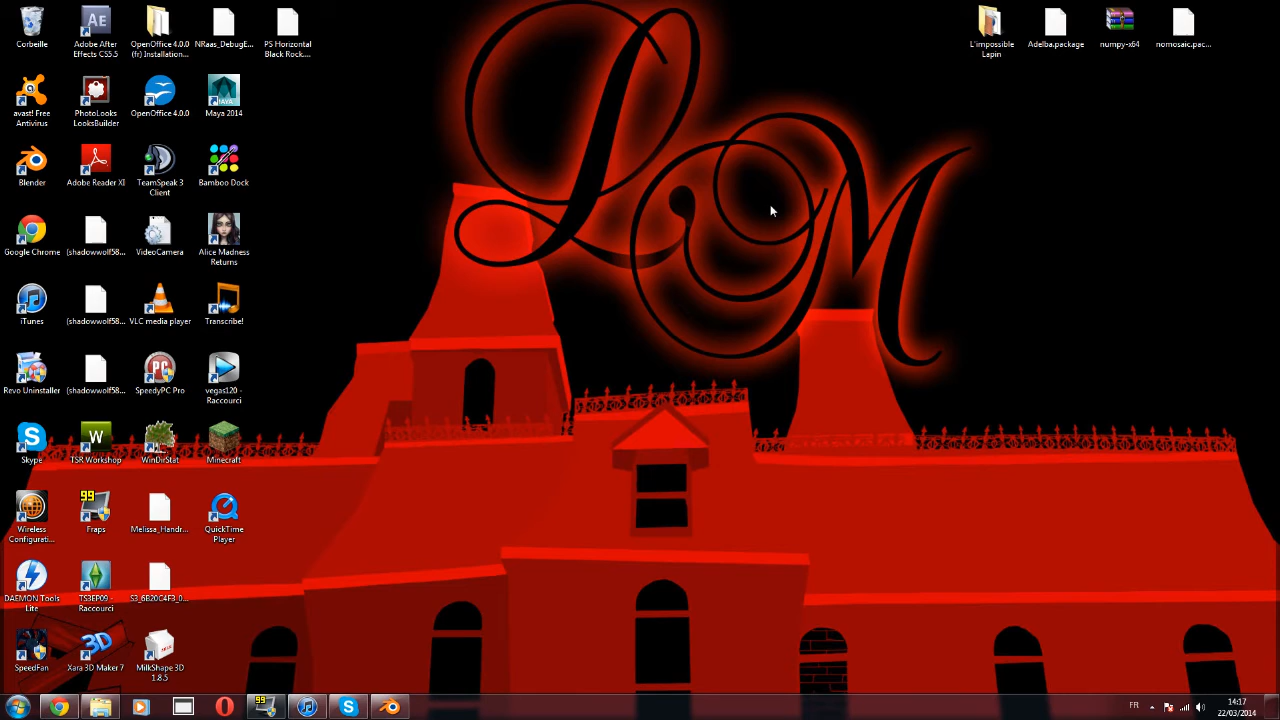 LM
Corbeille
Adobe After
Effects CS5.5
OpenOffice 4.0.0
(fr) Installation...
NRaas_DebugE...
PS Horizontal
Black Rock....
L'impossible
Lapin
Adelba.package
numpy-x64
nomosaic.pac...
avast! Free
Antivirus
PhotoLooks
LooksBuilder
OpenOffice 4.0.0
Maya 2014
Blender
Adobe Reader XI
TeamSpeak 3
Client
Bamboo Dock
Google Chrome
(shadowwolf58...
VideoCamera
Alice Madness
Returns
iTunes
(shadowwolf58...
VLC media player
Transcribe!
Revo Uninstaller
(shadowwolf58...
SpeedyPC Pro
vegas120 -
Raccourci
Skype
TSR Workshop
WinDirStat
Minecraft
Wireless
Configurati...
99
Fraps
Melissa_Handr...
QuickTime
Player
DAEMON Tools
Lite
TS3EP09 -
Raccourci
S3_6B20C4F3_0...
SpeedFan
Xara 3D Maker 7
MilkShape 3D
1.8.5
FR
14:17
22/03/2014